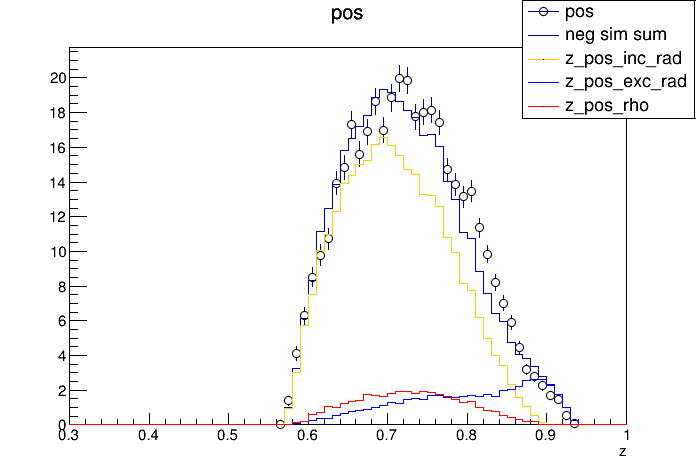 pos
pos
neg sim sum
z_pos_inc_rad
z_pos_exc_rad
z_pos_rho
20
18
16
14
12
10
8
6
4
2
0
0.3 0.4 0.5 0.6 0.7 0.8 0.9 1
z